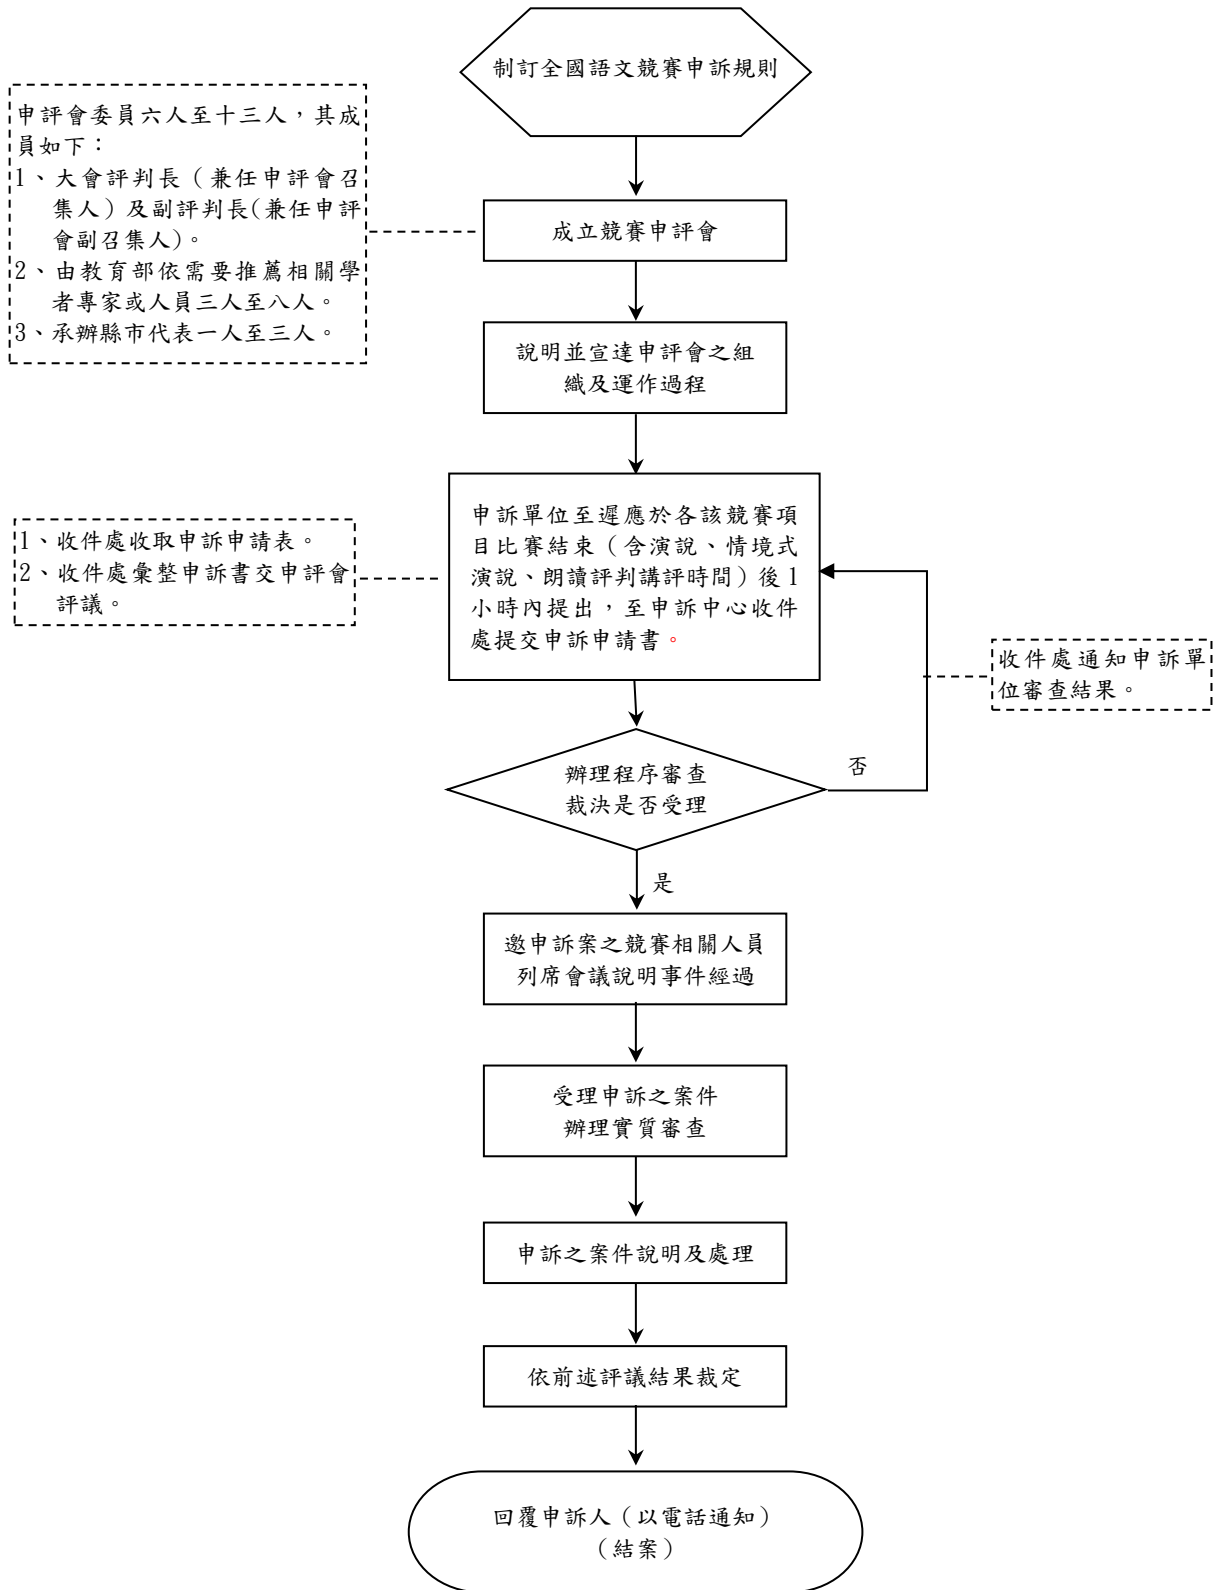 制訂全國語文競賽申訴規則
申評會委員六人至十三人，其成
員如下：
1、大會評判長（兼任申評會召
集人）及副評判長(兼任申評
會副召集人)。
2、由教育部依需要推薦相關學
者專家或人員三人至八人。
3、承辦縣市代表一人至三人。
成立競賽申評會
說明並宣達申評會之組
織及運作過程
申訴單位至遲應於各該競賽項
目比賽結束（含演說、情境式
演說、朗讀評判講評時間）後1
小時內提出，至申訴中心收件
處提交申訴申請書。
1、收件處收取申訴申請表。
2、收件處彙整申訴書交申評會
評議。
收件處通知申訴單
位審查結果。
辦理程序審查
裁決是否受理
否
是
邀申訴案之競賽相關人員
列席會議說明事件經過
受理申訴之案件
辦理實質審查
申訴之案件說明及處理
依前述評議結果裁定
回覆申訴人（以電話通知）
（結案）